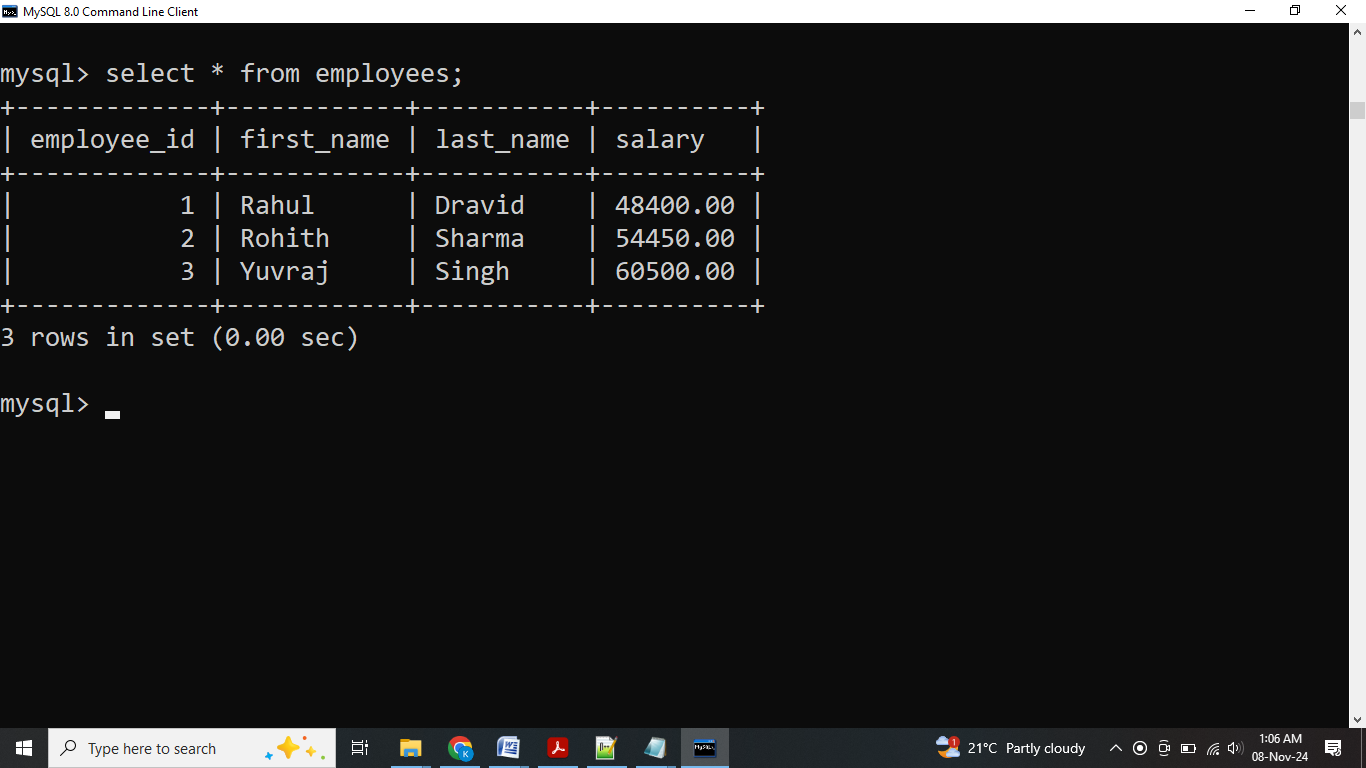 MySQL 8.0 Command Line Client
mysql> select * from employees;
+-------------+------------+-----------+----------+
| employee_id | first_name | last_name | salary   |
+-------------+------------+-----------+----------+
|           1 | Rahul      | Dravid    | 48400.00 |
|           2 | Rohith     | Sharma    | 54450.00 |
|           3 | Yuvraj     | Singh     | 60500.00 |
+-------------+------------+-----------+----------+
3 rows in set (0.00 sec)
mysql>
Type here to search
1
21°C Partly cloudy
1:06 AM
08-Nov-24